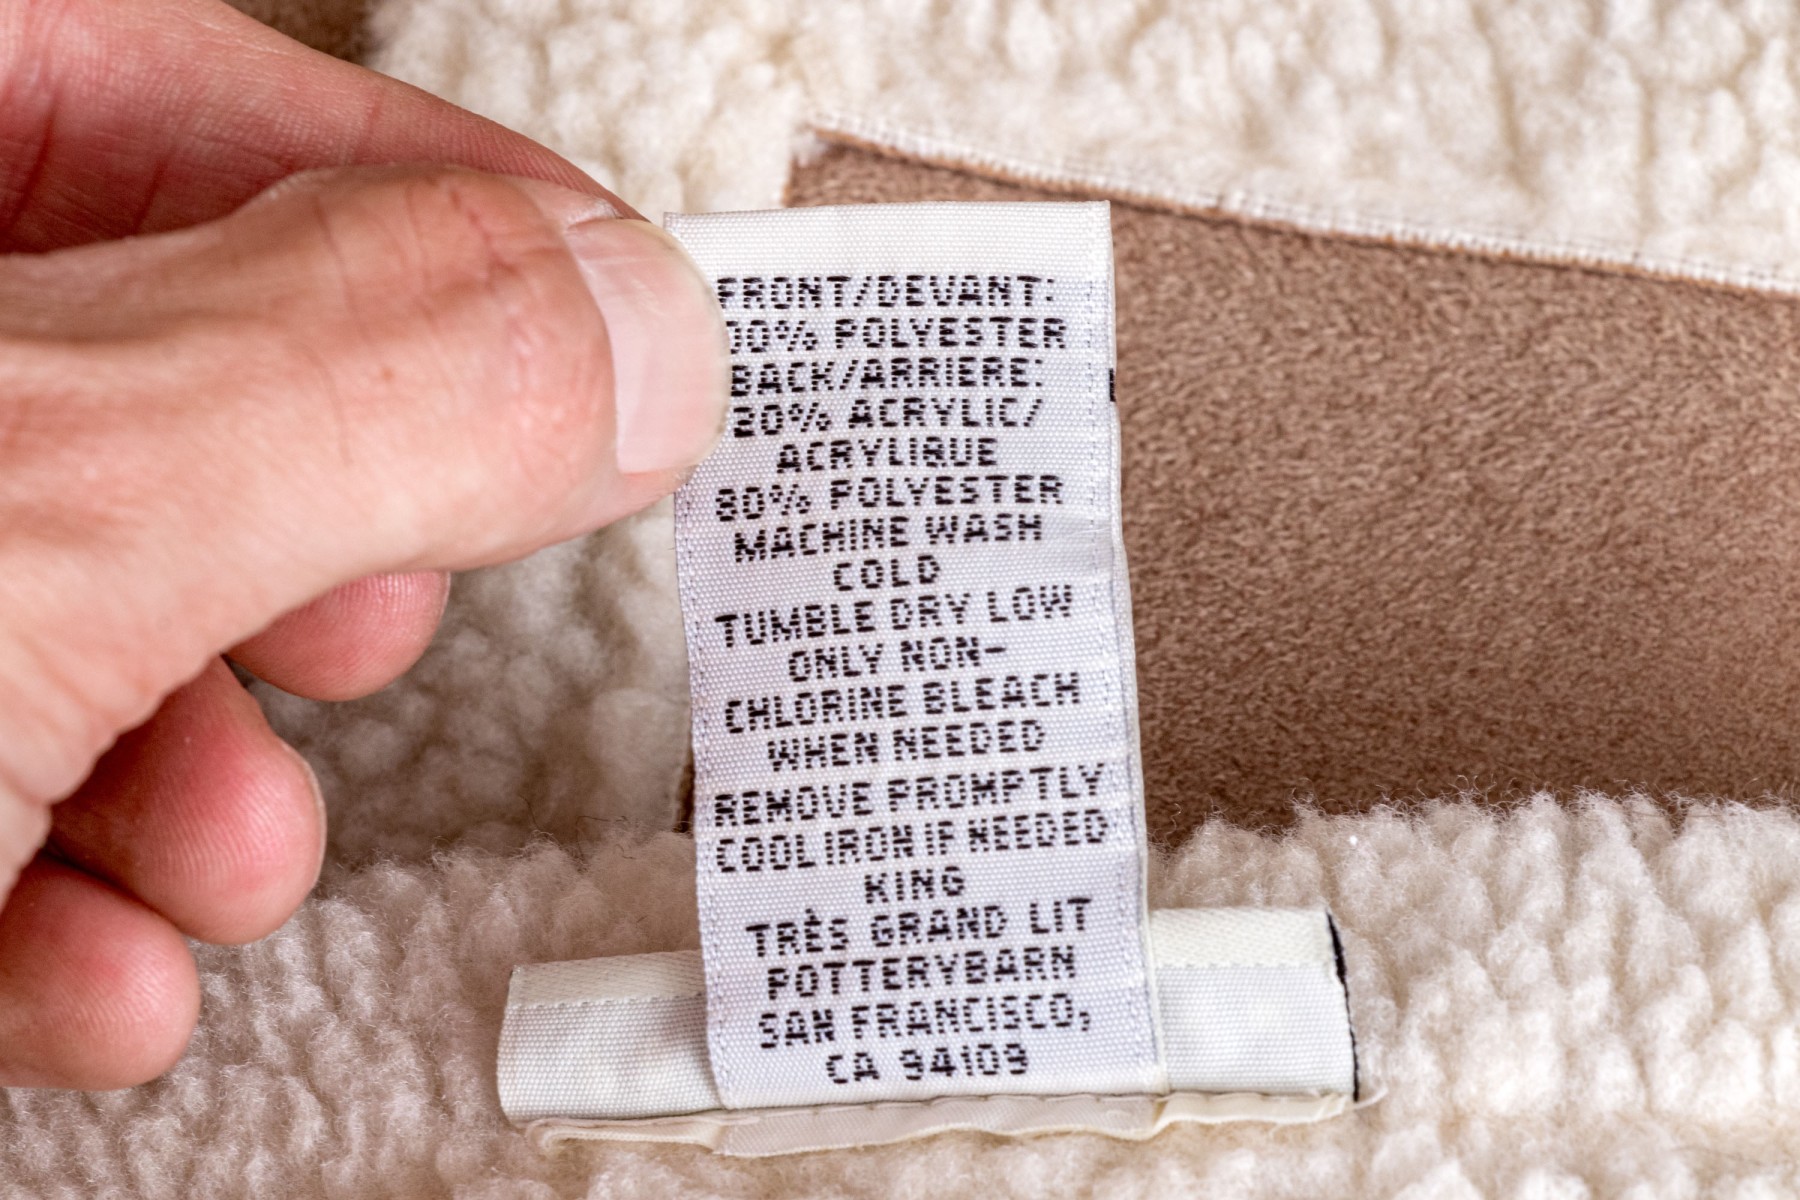 FRONT/DEVANT:
00% POLYESTER
BACK/ARRIERE:
20% ACRYLIC/
ACRYLIQUE
80% POLYESTER
MACHINE WASH
COLD
TUMBLE DRY LOW
ONLY NON-
CHLORINE BLEACH
WHEN NEEDED
REMOVE PROMPTLY
COOL IRON IF NEEDED
KING
TRÈS GRAND LIT
POTTERYBARN
SAN FRANCISCO,
CA 94109